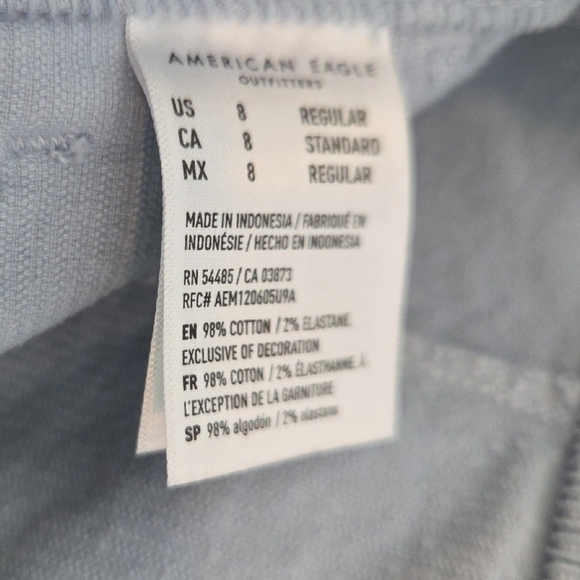 AMERICAN EAGLE
OUTFITTERS
US 8 REGULAR
CA 8 STANDARD
MX 8 REGULAR
MADE IN INDONESIA / FABRIQUÉ EN
INDONÉSIE / HECHO EN INDONESIA
RN 54485 / CA 03873
RFC# AEM120605U9A
EN 98% COTTON / 2% ELASTANE.
EXCLUSIVE OF DECORATION
FR 98% COTON / 2% ÉLASTHANNE. À
L'EXCEPTION DE LA GARNITURE
SP 98% algodón / 2% elastano